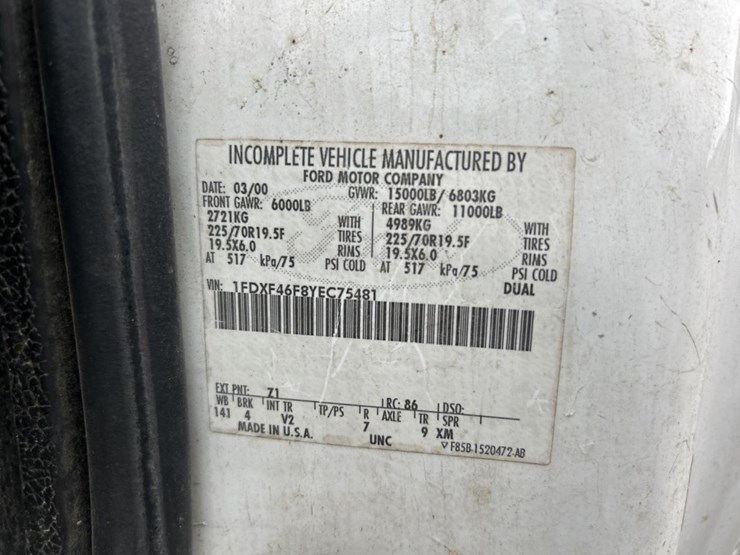 INCOMPLETE VEHICLE MANUFACTURED BY
FORD MOTOR COMPANY
DATE: 03/00 GVWR: 15000LB/ 6803KG
FRONT GAWR: 6000LB REAR GAWR: 11000LB
2721KG WITH 4989KG WITH
225/70R19.5F TIRES 225/70R19.5F TIRES
19.5X6.0 RIMS 19.5X6.0 RIMS
AT 517 kPa/75 PSI COLD AT 517 kPa/75 PSI COLD
DUAL
VIN: 1FDXF46F8YEC75481
EXT PNT: Z1 RC: 86 DSO:
WB BRK INT TR TP/PS R AXLE TR SPR
141 4 V2 7 9 XM
MADE IN U.S.A. UNC
F85B-1520472-AB